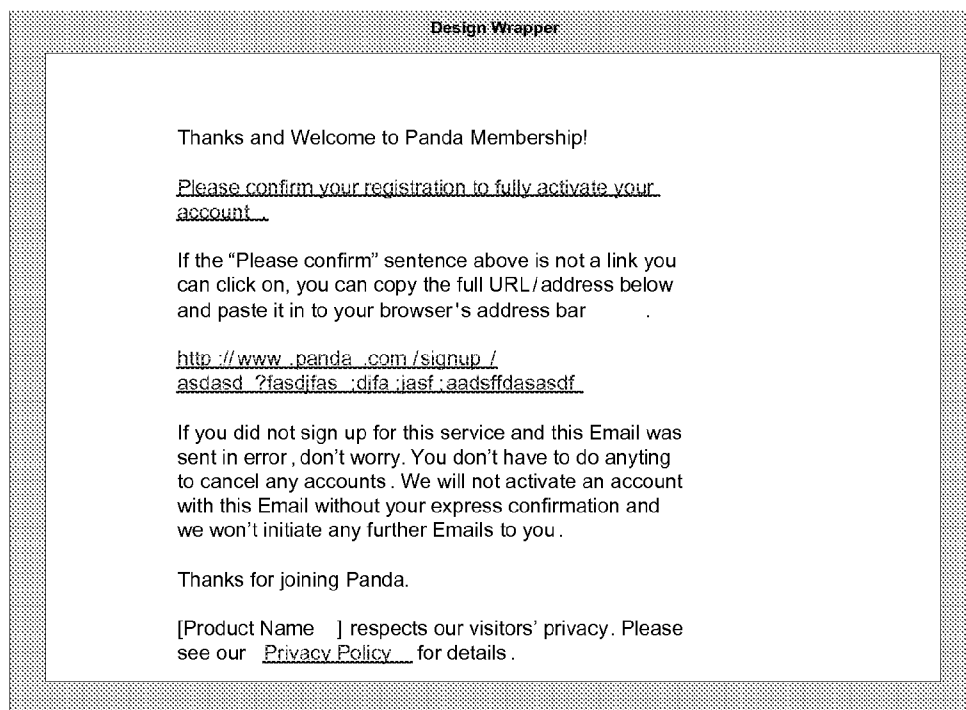 Design Wrapper
Thanks and Welcome to Panda Membership!
Please confirm your registration to fully activate your
account .
If the “Please confirm” sentence above is not a link you
can click on, you can copy the full URL/address below
and paste it in to your browser's address bar .
http://www.panda.com/signup/
asdasd?fasdjfas;djfa;jasf;aadsffdasasdf
If you did not sign up for this service and this Email was
sent in error, don’t worry. You don’t have to do anyting
to cancel any accounts. We will not activate an account
with this Email without your express confirmation and
we won’t initiate any further Emails to you.
Thanks for joining Panda.
[Product Name ] respects our visitors’ privacy. Please
see our Privacy Policy for details.